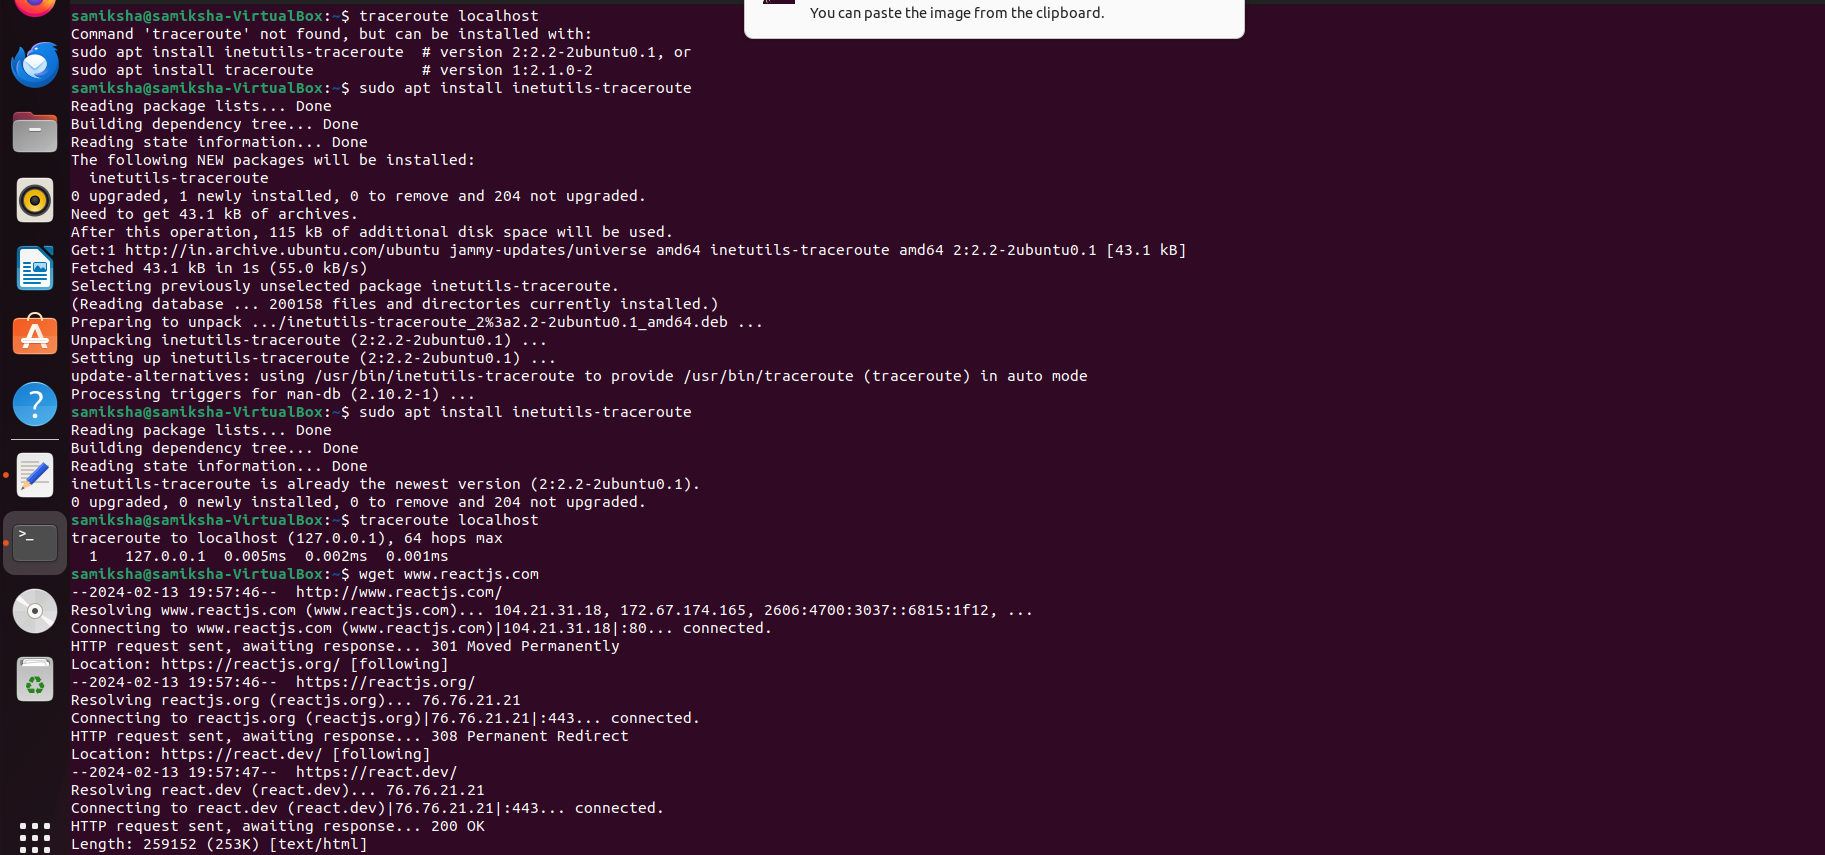 You can paste the image from the clipboard.
samiksha@samiksha-VirtualBox:~$ traceroute localhost
Command 'traceroute' not found, but can be installed with:
sudo apt install inetutils-traceroute  # version 2:2.2-2ubuntu0.1, or
sudo apt install traceroute            # version 1:2.1.0-2
samiksha@samiksha-VirtualBox:~$ sudo apt install inetutils-traceroute
Reading package lists... Done
Building dependency tree... Done
Reading state information... Done
The following NEW packages will be installed:
  inetutils-traceroute
0 upgraded, 1 newly installed, 0 to remove and 204 not upgraded.
Need to get 43.1 kB of archives.
After this operation, 115 kB of additional disk space will be used.
Get:1 http://in.archive.ubuntu.com/ubuntu jammy-updates/universe amd64 inetutils-traceroute amd64 2:2.2-2ubuntu0.1 [43.1 kB]
Fetched 43.1 kB in 1s (55.0 kB/s)
Selecting previously unselected package inetutils-traceroute.
(Reading database ... 200158 files and directories currently installed.)
Preparing to unpack .../inetutils-traceroute_2%3a2.2-2ubuntu0.1_amd64.deb ...
Unpacking inetutils-traceroute (2:2.2-2ubuntu0.1) ...
Setting up inetutils-traceroute (2:2.2-2ubuntu0.1) ...
update-alternatives: using /usr/bin/inetutils-traceroute to provide /usr/bin/traceroute (traceroute) in auto mode
Processing triggers for man-db (2.10.2-1) ...
samiksha@samiksha-VirtualBox:~$ sudo apt install inetutils-traceroute
Reading package lists... Done
Building dependency tree... Done
Reading state information... Done
inetutils-traceroute is already the newest version (2:2.2-2ubuntu0.1).
0 upgraded, 0 newly installed, 0 to remove and 204 not upgraded.
samiksha@samiksha-VirtualBox:~$ traceroute localhost
traceroute to localhost (127.0.0.1), 64 hops max
  1   127.0.0.1  0.005ms  0.002ms  0.001ms
samiksha@samiksha-VirtualBox:~$ wget www.reactjs.com
--2024-02-13 19:57:46--  http://www.reactjs.com/
Resolving www.reactjs.com (www.reactjs.com)... 104.21.31.18, 172.67.174.165, 2606:4700:3037::6815:1f12, ...
Connecting to www.reactjs.com (www.reactjs.com)|104.21.31.18|:80... connected.
HTTP request sent, awaiting response... 301 Moved Permanently
Location: https://reactjs.org/ [following]
--2024-02-13 19:57:46--  https://reactjs.org/
Resolving reactjs.org (reactjs.org)... 76.76.21.21
Connecting to reactjs.org (reactjs.org)|76.76.21.21|:443... connected.
HTTP request sent, awaiting response... 308 Permanent Redirect
Location: https://react.dev/ [following]
--2024-02-13 19:57:47--  https://react.dev/
Resolving react.dev (react.dev)... 76.76.21.21
Connecting to react.dev (react.dev)|76.76.21.21|:443... connected.
HTTP request sent, awaiting response... 200 OK
Length: 259152 (253K) [text/html]